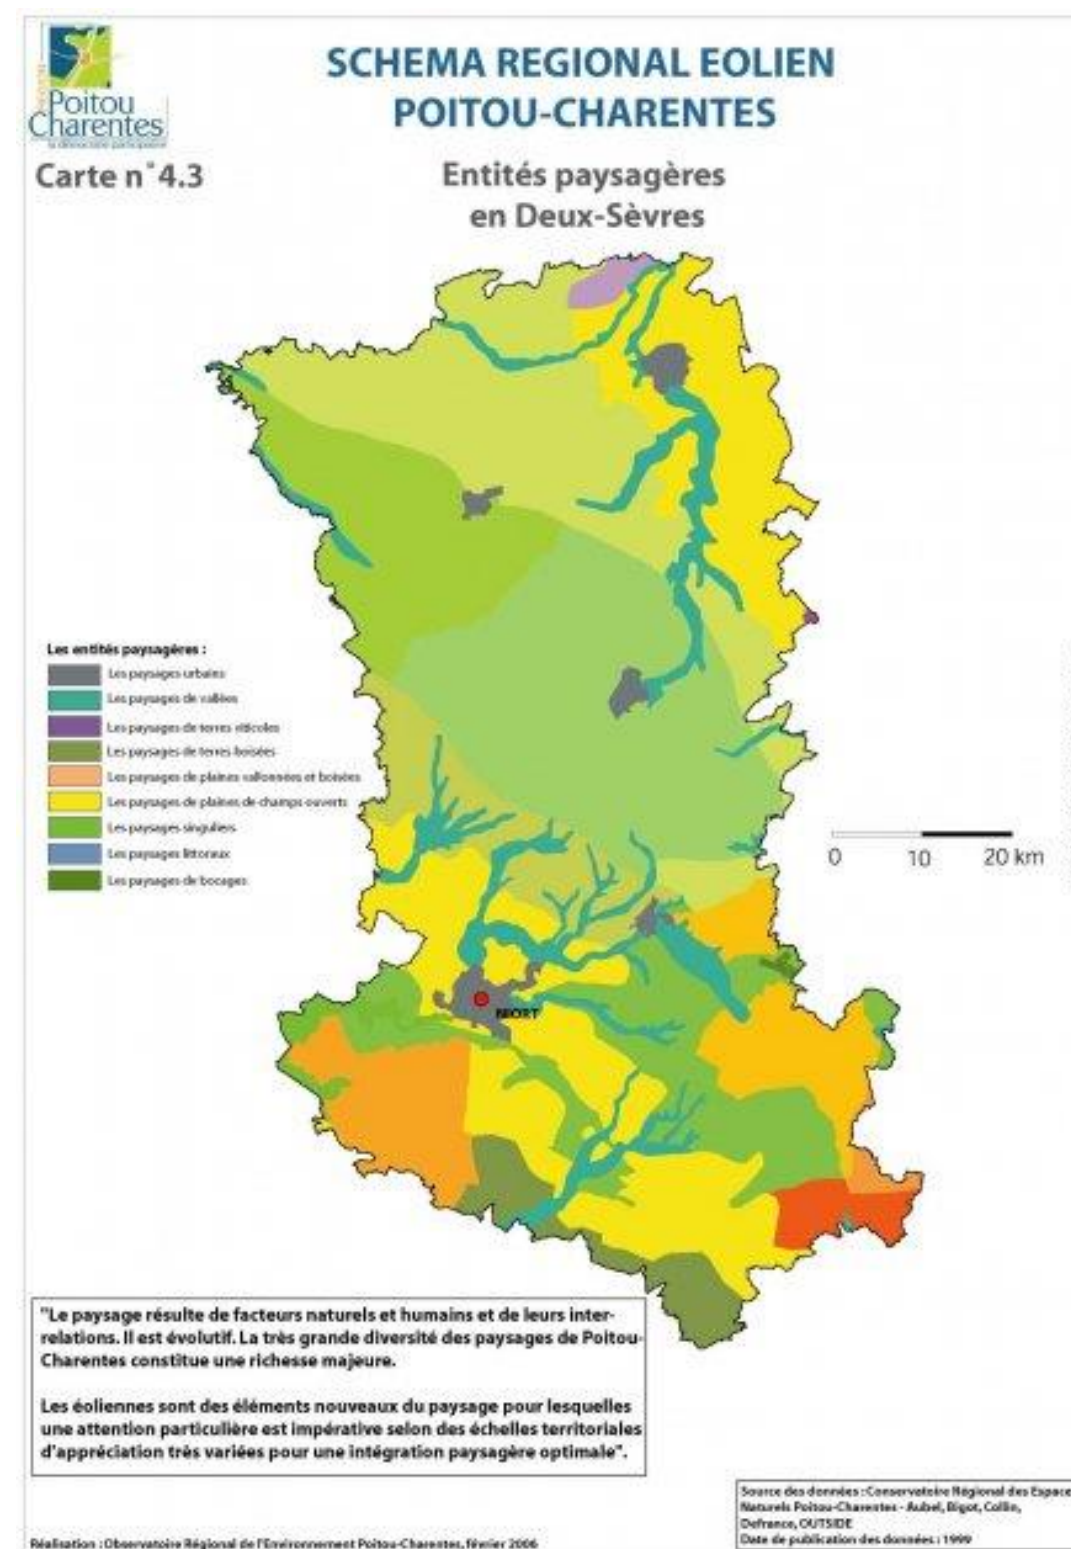 Poitou
Charentes
la démocratie participative
SCHEMA REGIONAL EOLIEN
POITOU-CHARENTES
Carte n°4.3
Entités paysagères
en Deux-Sèvres
Les entités paysagères :
Les paysages urbains
Les paysages de vallées
Les paysages de terres viticoles
Les paysages de terres boisées
Les paysages de plaines vallonnées et boisées
Les paysages de plaines de champs ouverts
Les paysages singuliers
Les paysages littoraux
Les paysages de bocages
0 10 20 km
NIORT
"Le paysage résulte de facteurs naturels et humains et de leurs inter-
relations. Il est évolutif. La très grande diversité des paysages de Poitou-
Charentes constitue une richesse majeure.
Les éoliennes sont des éléments nouveaux du paysage pour lesquelles
une attention particulière est impérative selon des échelles territoriales
d'appréciation très variées pour une intégration paysagère optimale".
Source des données : Conservatoire Régional des Espace
Naturels Poitou-Charentes - Aubel, Bigot, Collin,
Defrance, OUTSIDE
Date de publication des données : 1999
Réalisation : Observatoire Régional de l'Environnement Poitou-Charentes, février 2006